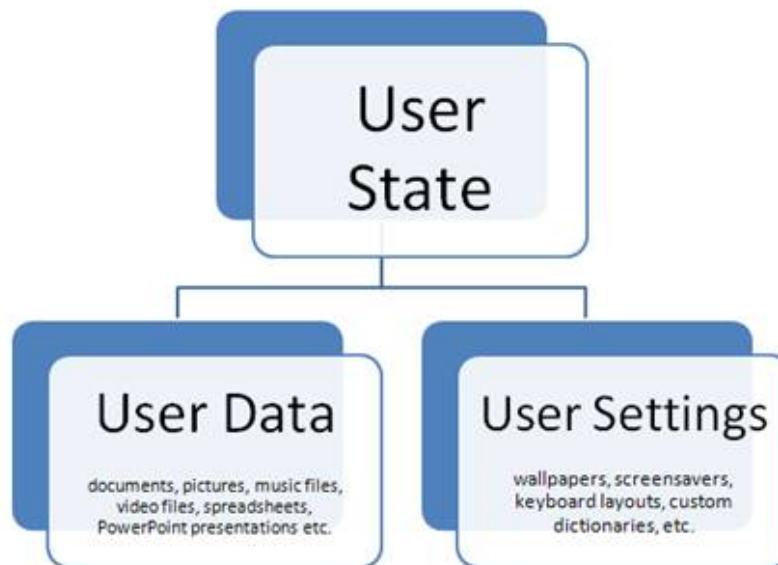 User
State
User Data
documents, pictures, music files,
video files, spreadsheets,
PowerPoint presentations etc.
User Settings
wallpapers, screensavers,
keyboard layouts, custom
dictionaries, etc.